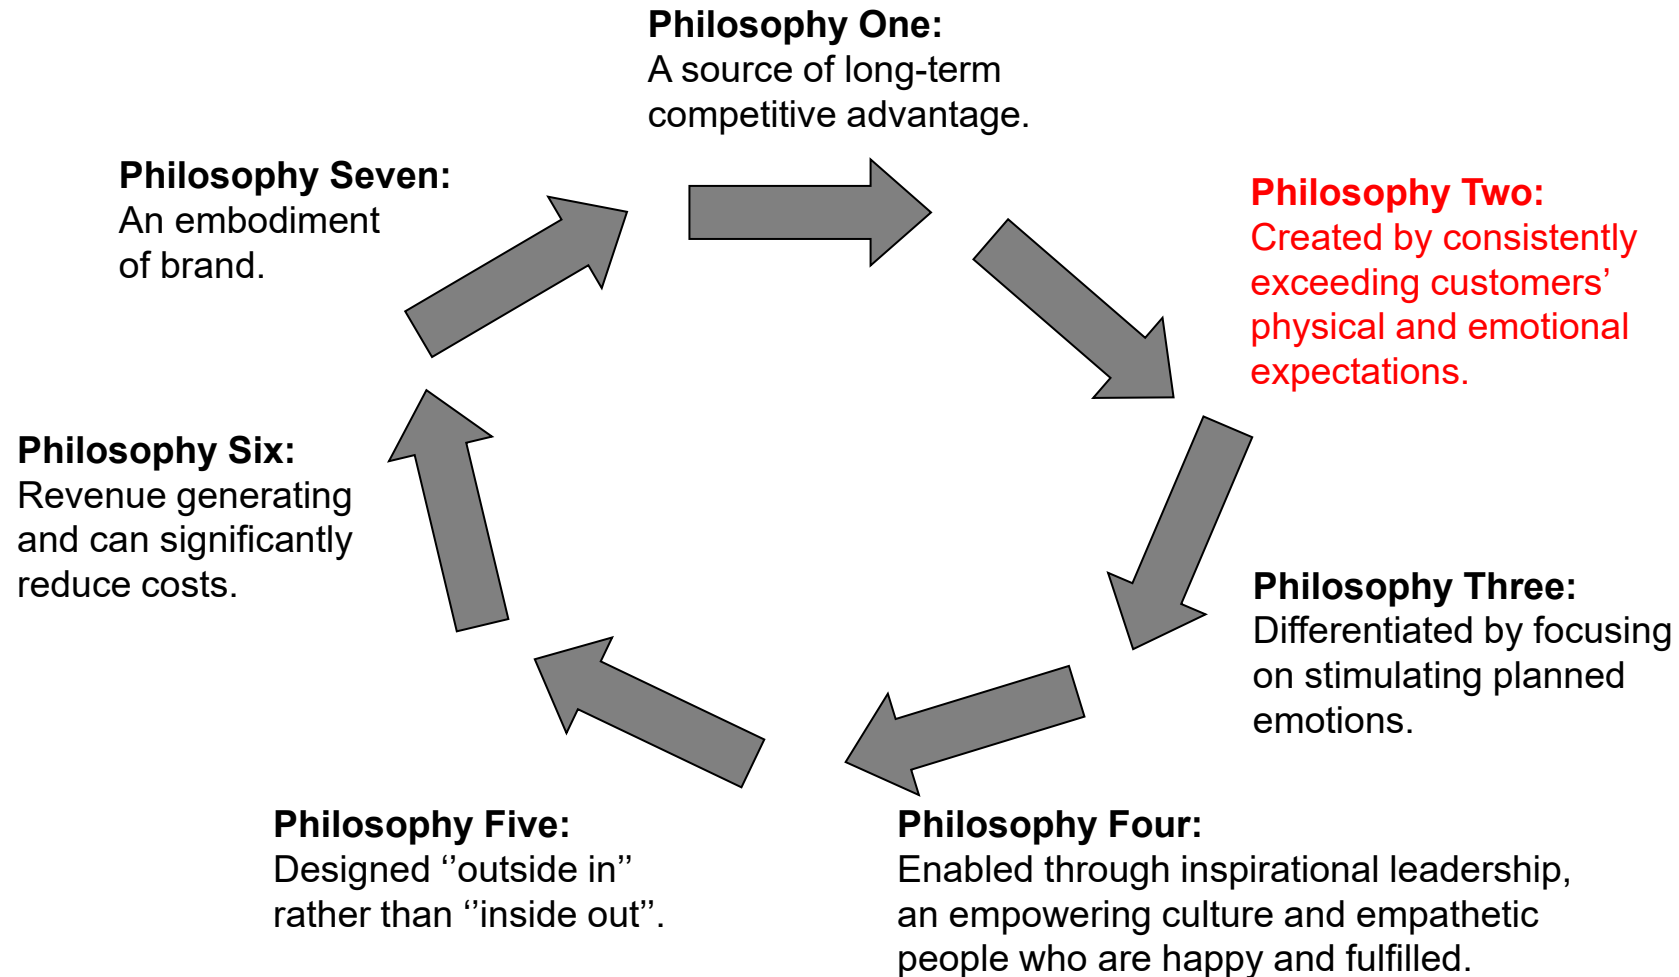 Philosophy One:
A source of long-term
competitive advantage.
Philosophy Two:
Created by consistently
exceeding customers’
physical and emotional
expectations.
Philosophy Three:
Differentiated by focusing
on stimulating planned
emotions.
Philosophy Four:
Enabled through inspirational leadership,
an empowering culture and empathetic
people who are happy and fulfilled.
Philosophy Five:
Designed ‘’outside in’’
rather than ‘’inside out’’.
Philosophy Six:
Revenue generating
and can significantly
reduce costs.
Philosophy Seven:
An embodiment
of brand.